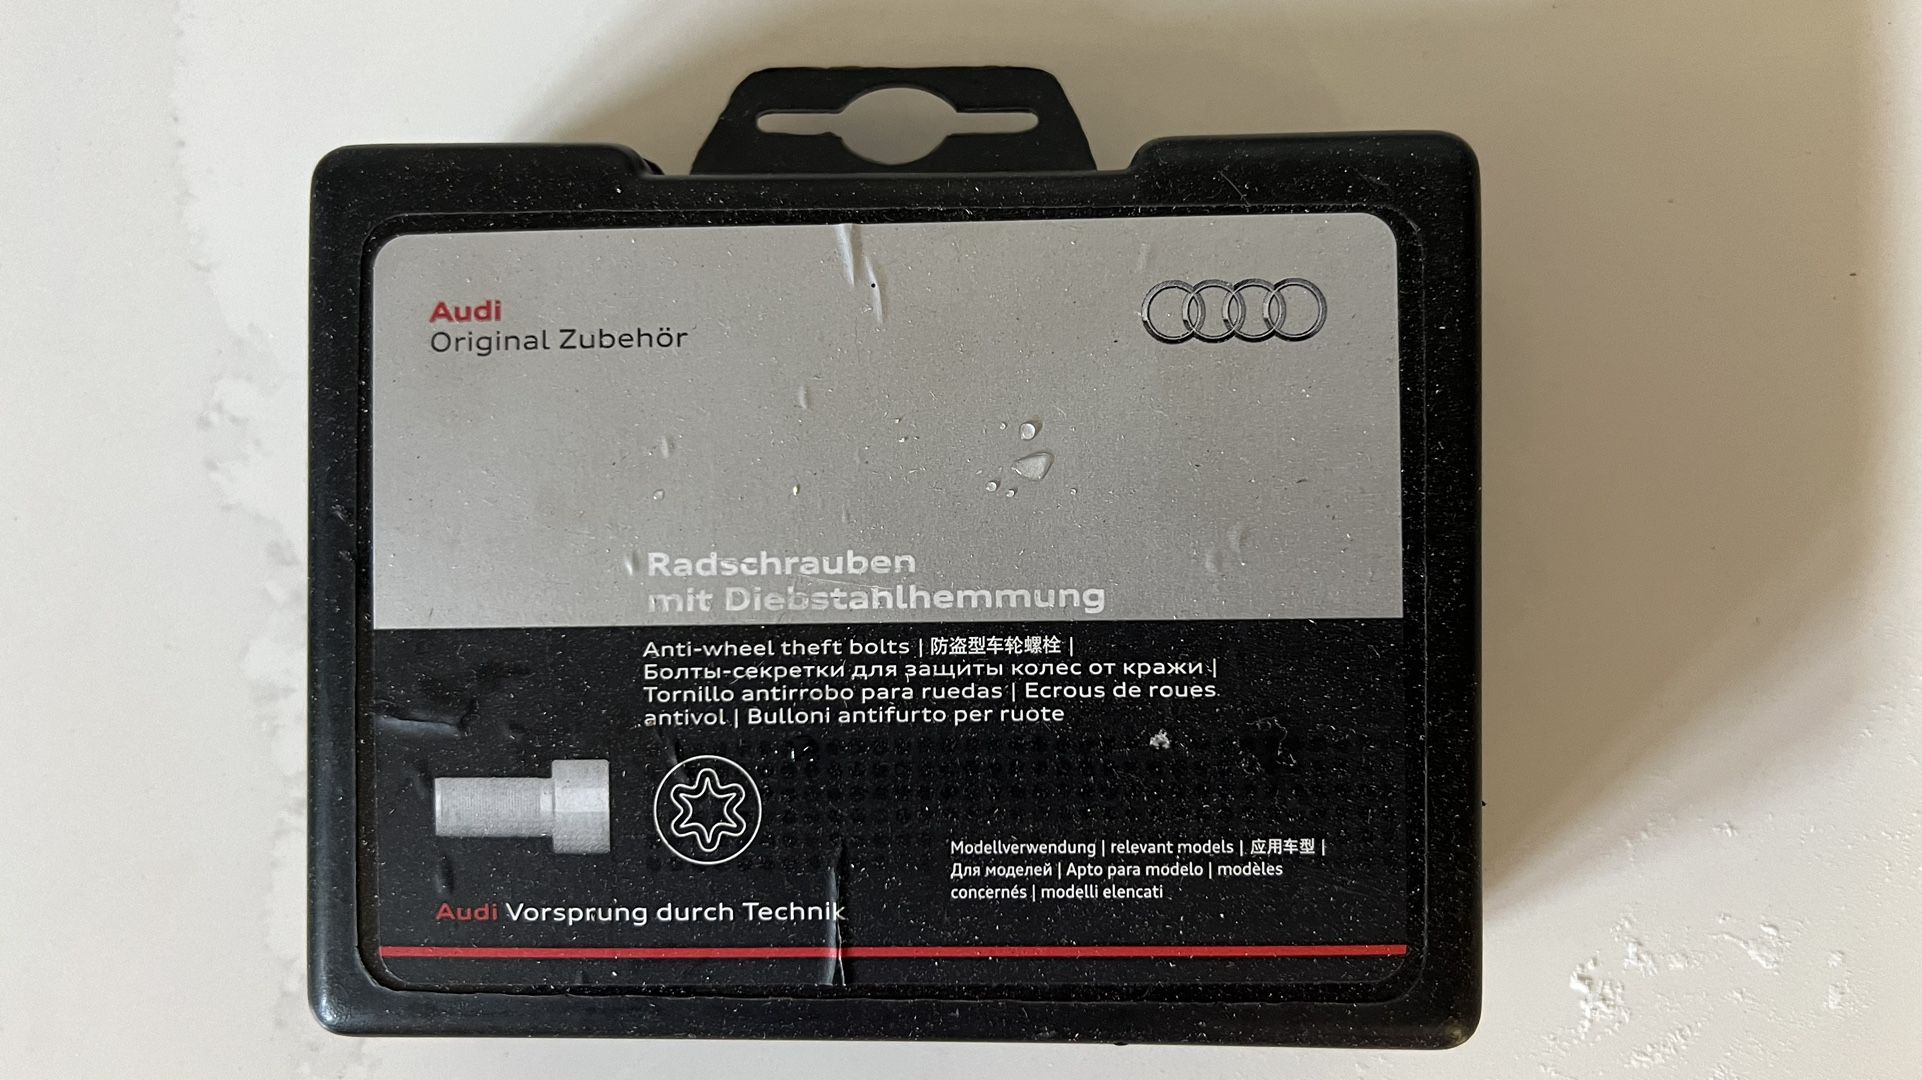 Audi
Original Zubehör
Radschrauben
mit Diebstahlhemmung
Anti-wheel theft bolts | 防盗型车轮螺栓 |
Болты-секретки для защиты колес от кражи |
Tornillo antirrobo para ruedas | Ecrous de roues
antivol | Bulloni antifurto per ruote
Modellverwendung | relevant models | 应用车型 |
Для моделей | Apto para modelo | modèles
concernés | modelli elencati
Audi Vorsprung durch Technik